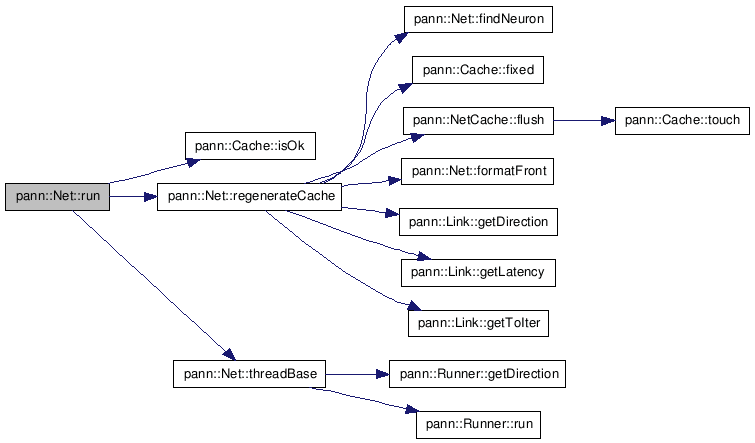 pann::Net::findNeuron
pann::Cache::fixed
pann::NetCache::flush
pann::Cache::touch
pann::Cache::isOk
pann::Net::formatFront
pann::Net::run
pann::Net::regenerateCache
pann::Link::getDirection
pann::Link::getLatency
pann::Link::getToIter
pann::Net::threadBase
pann::Runner::getDirection
pann::Runner::run